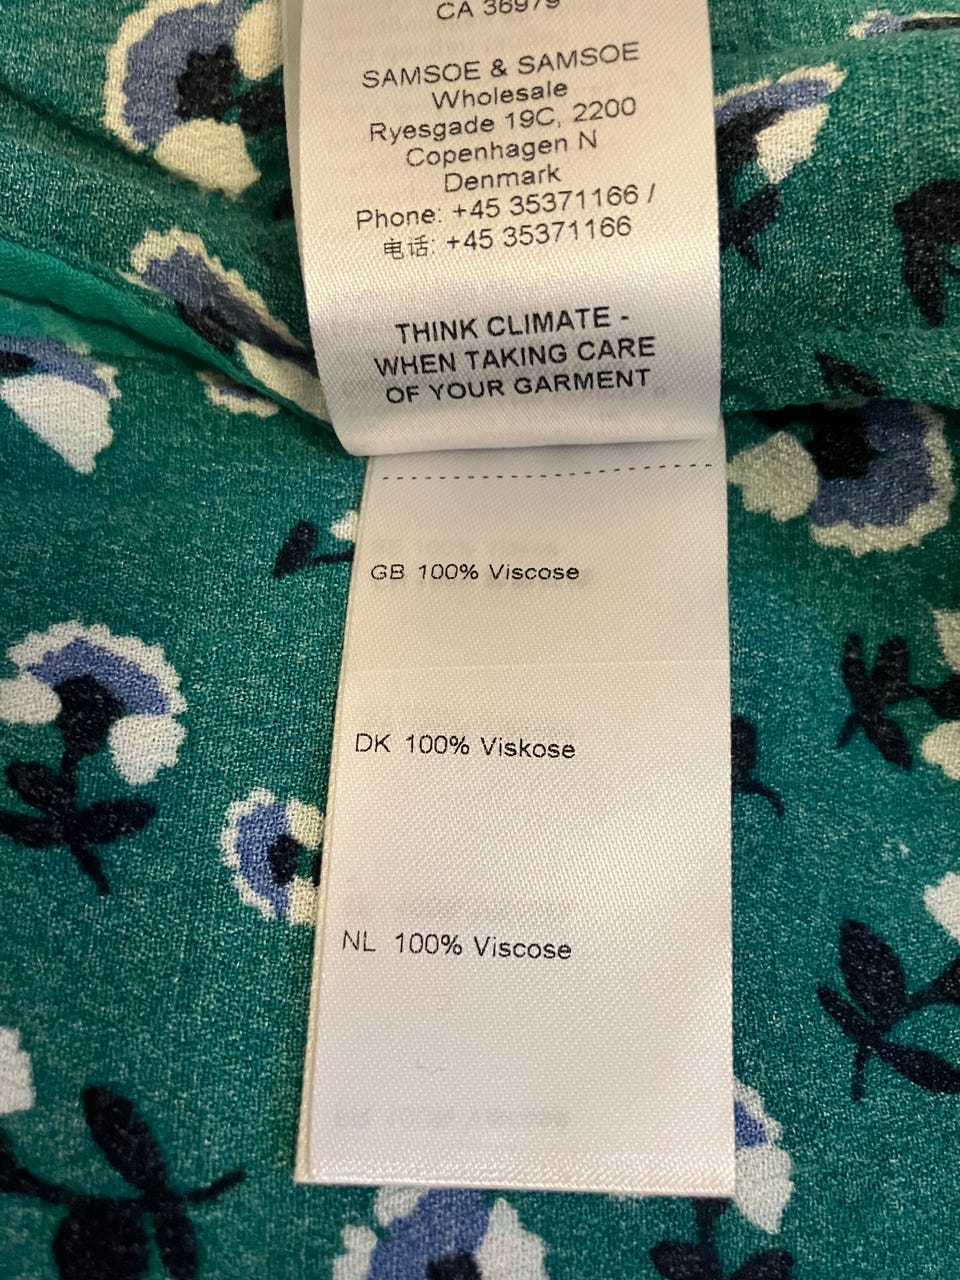 CA 36979
SAMSOE & SAMSOE
Wholesale
Ryesgade 19C, 2200
Copenhagen N
Denmark
Phone: +45 35371166 /
电话: +45 35371166
THINK CLIMATE -
WHEN TAKING CARE
OF YOUR GARMENT
GB 100% Viscose
DK 100% Viskose
NL 100% Viscose